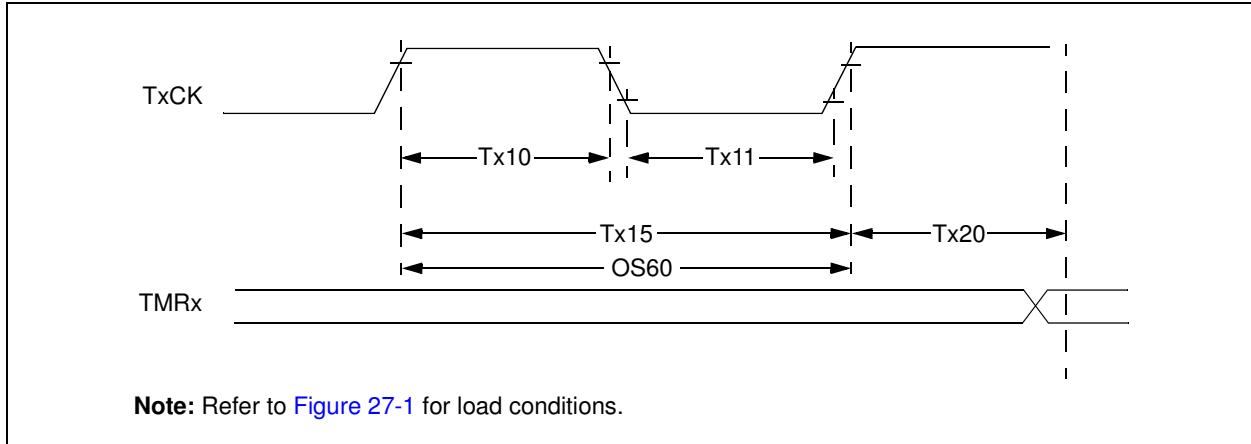 TxCK
Tx10
Tx11
Tx15
Tx20
OS60
TMRx
Note: Refer to Figure 27-1 for load conditions.